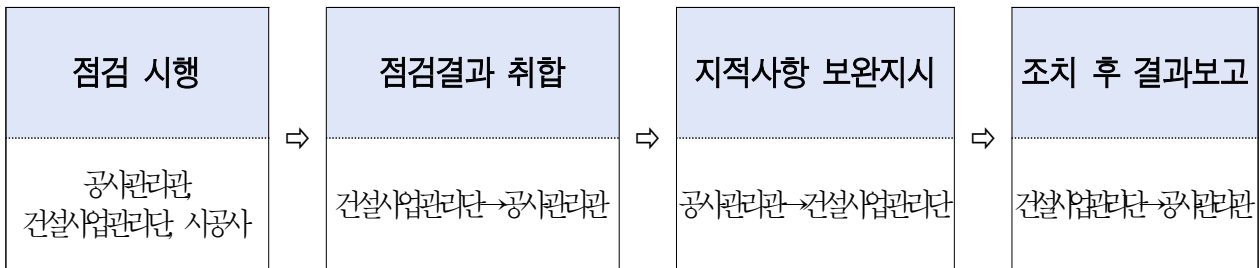 점검 시행
⇨
점검결과 취합
⇨
지적사항 보완지시
⇨
조치 후 결과보고
공사관리관,
건설사업관리단, 시공사
건설사업관리단→공사관리관
공사관리관→건설사업관리단
건설사업관리단→공사관리관